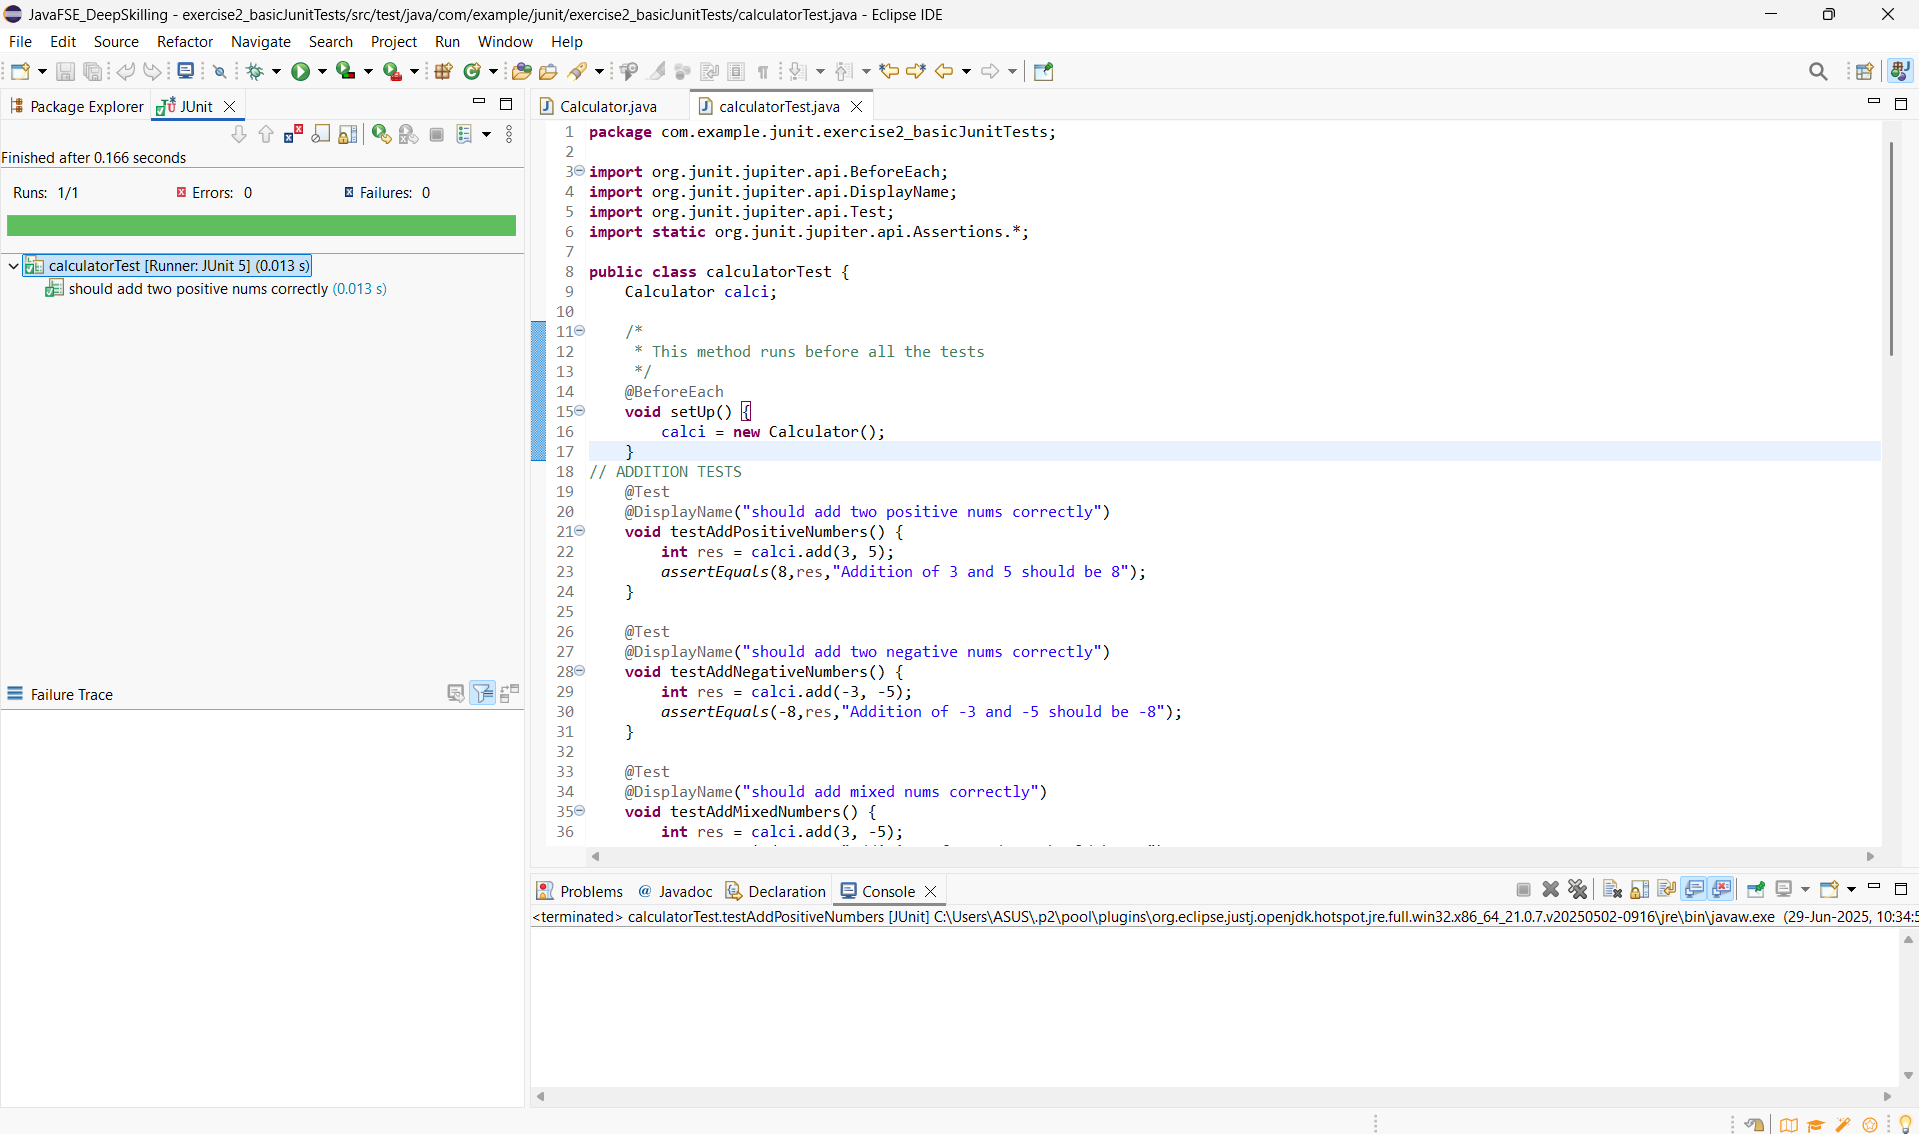 JavaFSE_DeepSkilling - exercise2_basicJunitTests/src/test/java/com/example/junit/exercise2_basicJunitTests/calculatorTest.java - Eclipse IDE
File Edit Source Refactor Navigate Search Project Run Window Help
Package Explorer JUnit
Finished after 0.166 seconds
Runs: 1/1 Errors: 0 Failures: 0
calculatorTest [Runner: JUnit 5] (0.013 s)
should add two positive nums correctly (0.013 s)
Failure Trace
Calculator.java calculatorTest.java
1 package com.example.junit.exercise2_basicJunitTests;
2
3 import org.junit.jupiter.api.BeforeEach;
4 import org.junit.jupiter.api.DisplayName;
5 import org.junit.jupiter.api.Test;
6 import static org.junit.jupiter.api.Assertions.*;
7
8 public class calculatorTest {
9     Calculator calci;
10
11     /*
12      * This method runs before all the tests
13      */
14     @BeforeEach
15     void setUp() {
16         calci = new Calculator();
17     }
18 // ADDITION TESTS
19     @Test
20     @DisplayName("should add two positive nums correctly")
21     void testAddPositiveNumbers() {
22         int res = calci.add(3, 5);
23         assertEquals(8,res,"Addition of 3 and 5 should be 8");
24     }
25
26     @Test
27     @DisplayName("should add two negative nums correctly")
28     void testAddNegativeNumbers() {
29         int res = calci.add(-3, -5);
30         assertEquals(-8,res,"Addition of -3 and -5 should be -8");
31     }
32
33     @Test
34     @DisplayName("should add mixed nums correctly")
35     void testAddMixedNumbers() {
36         int res = calci.add(3, -5);
Problems Javadoc Declaration Console
<terminated> calculatorTest.testAddPositiveNumbers [JUnit] C:\Users\ASUS\.p2\pool\plugins\org.eclipse.justj.openjdk.hotspot.jre.full.win32.x86_64_21.0.7.v20250502-0916\jre\bin\javaw.exe (29-Jun-2025, 10:34:5